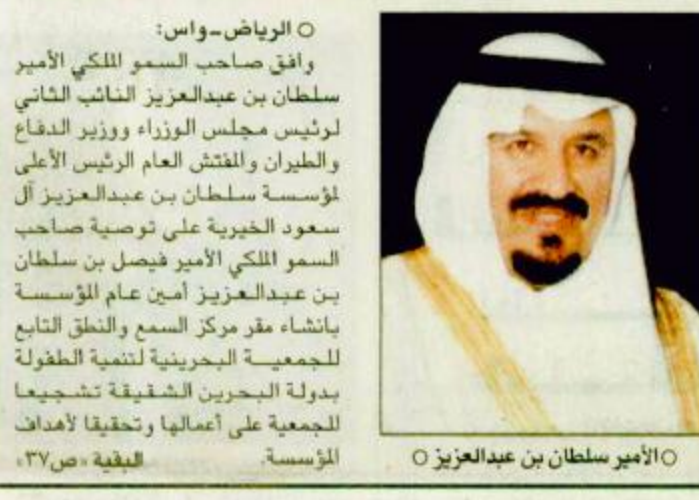 ○ الرياض-واس:
وافق صاحب السمو الملكي الأمير
سلطان بن عبدالعزيز النائب الثاني
لرئيس مجلس الوزراء ووزير الدفاع
والطيران والمفتش العام الرئيس الأعلى
لمؤسسة سلطان بن عبدالعزيز آل
سعود الخيرية على توصية صاحب
السمو الملكي الأمير فيصل بن سلطان
بن عبدالعزيز أمين عام المؤسسة
بانشاء مقر مركز السمع والنطق التابع
للجمعية البحرينية لتنمية الطفولة
بدولة البحرين الشقيقة تشجيعا
للجمعية على أعمالها وتحقيقا لأهداف
المؤسسة. البقية «ص٣٧»
○ الأمير سلطان بن عبدالعزيز ○